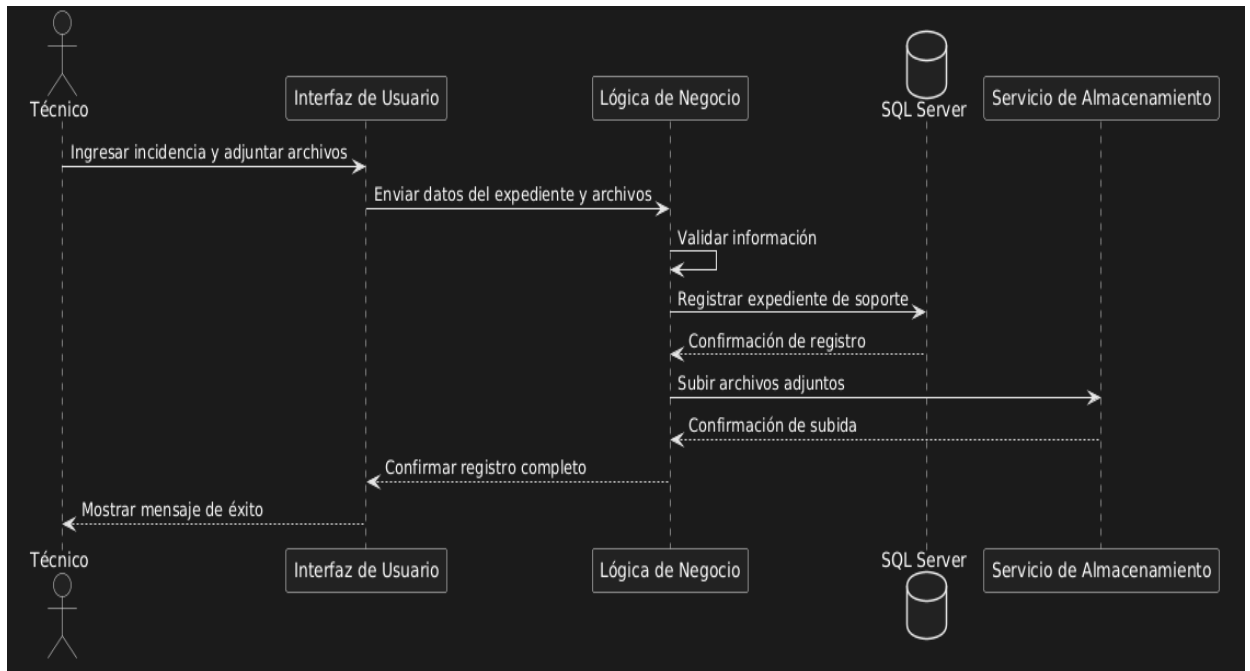 Técnico
Interfaz de Usuario
Lógica de Negocio
SQL Server
Servicio de Almacenamiento
Ingresar incidencia y adjuntar archivos
Enviar datos del expediente y archivos
Validar información
Registrar expediente de soporte
Confirmación de registro
Subir archivos adjuntos
Confirmación de subida
Confirmar registro completo
Mostrar mensaje de éxito
Técnico
Interfaz de Usuario
Lógica de Negocio
SQL Server
Servicio de Almacenamiento